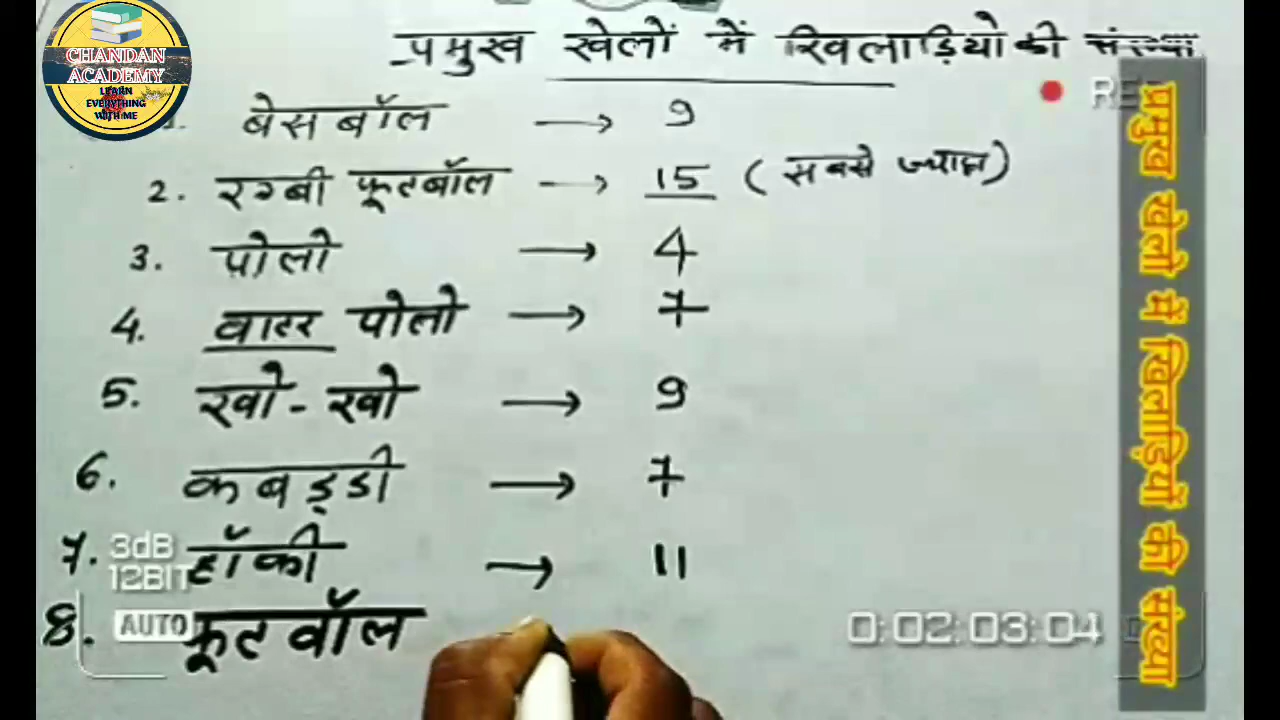 CHANDAN
ACADEMY
LEARN
EVERYTHING
WITH ME
प्रमुख खेलों में खिलाड़ियो की संख्या
1. बेसबॉल → 9
2. रग्बी फूटबॉल → 15 (सबसे ज्यादा)
3. पोलो → 4
4. वाटर पोलो → 7
5. खो-खो → 9
6. कबड्डी → 7
7. हॉकी → 11
8. फूटबॉल
3dB
12BIT
AUTO
0:02:03:04
प्रमुख खेलो में खिलाड़ियों की संख्या